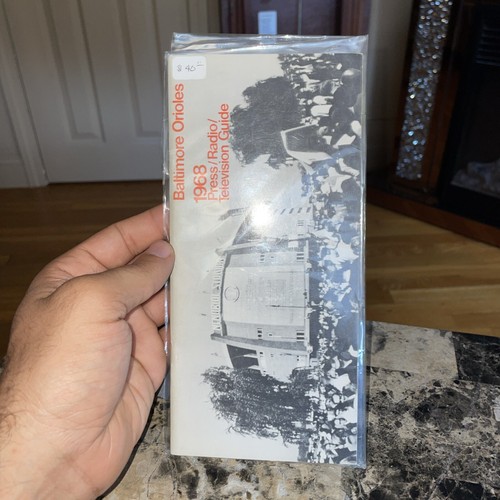 $40-
Baltimore Orioles
1968
Press/Radio/
Television Guide